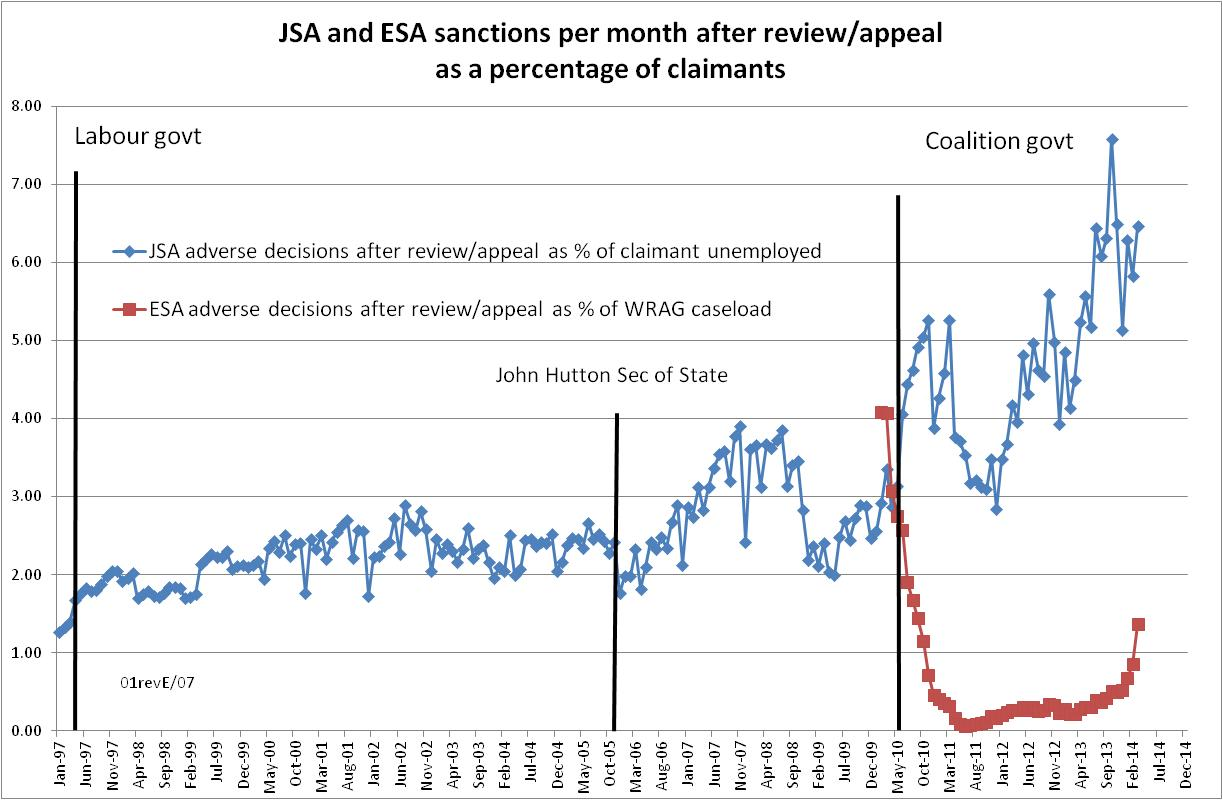 JSA and ESA sanctions per month after review/appeal
as a percentage of claimants
8.00
7.00
6.00
5.00
4.00
3.00
2.00
1.00
0.00
Labour govt
Coalition govt
JSA adverse decisions after review/appeal as % of claimant unemployed
ESA adverse decisions after review/appeal as % of WRAG caseload
John Hutton Sec of State
01revE/07
Jan-97
Jun-97
Nov-97
Apr-98
Sep-98
Feb-99
Jul-99
Dec-99
May-00
Oct-00
Mar-01
Aug-01
Jan-02
Jun-02
Nov-02
Apr-03
Sep-03
Feb-04
Jul-04
Dec-04
May-05
Oct-05
Mar-06
Aug-06
Jan-07
Jun-07
Nov-07
Apr-08
Sep-08
Feb-09
Jul-09
Dec-09
May-10
Oct-10
Mar-11
Aug-11
Jan-12
Jun-12
Nov-12
Apr-13
Sep-13
Feb-14
Jul-14
Dec-14